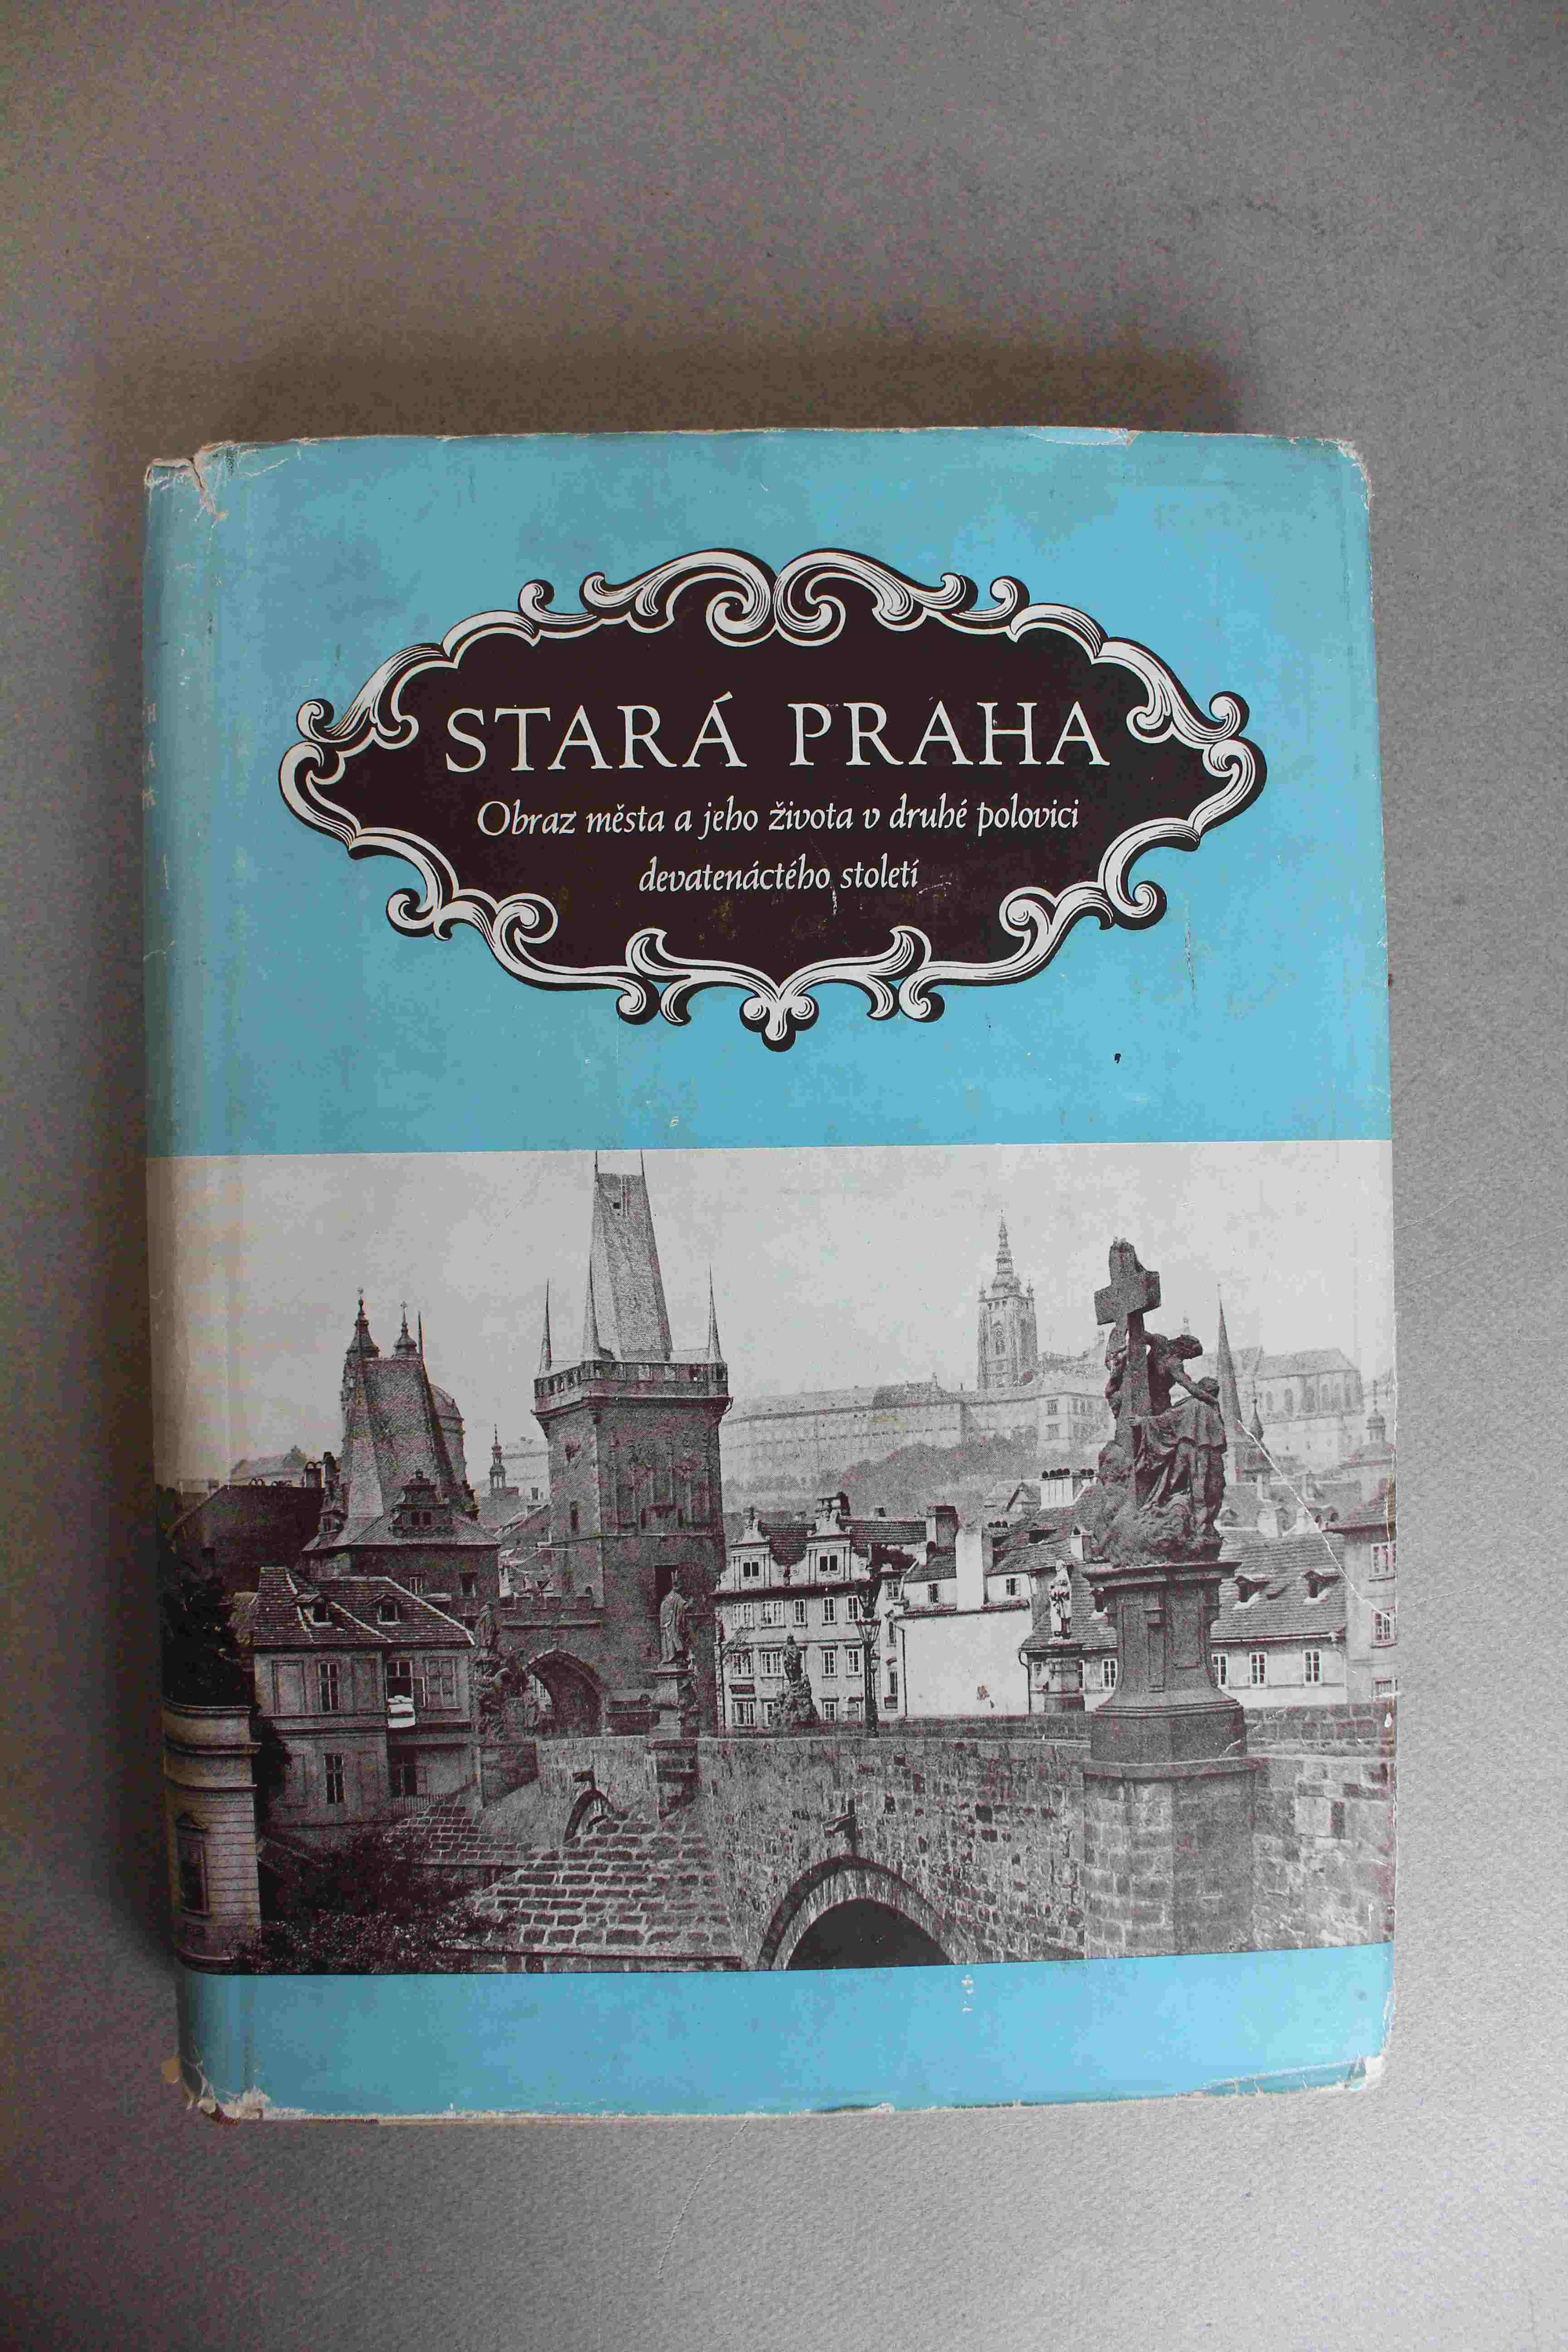 STARÁ PRAHA
Obraz města a jeho života v druhé polovici
devatenáctého století